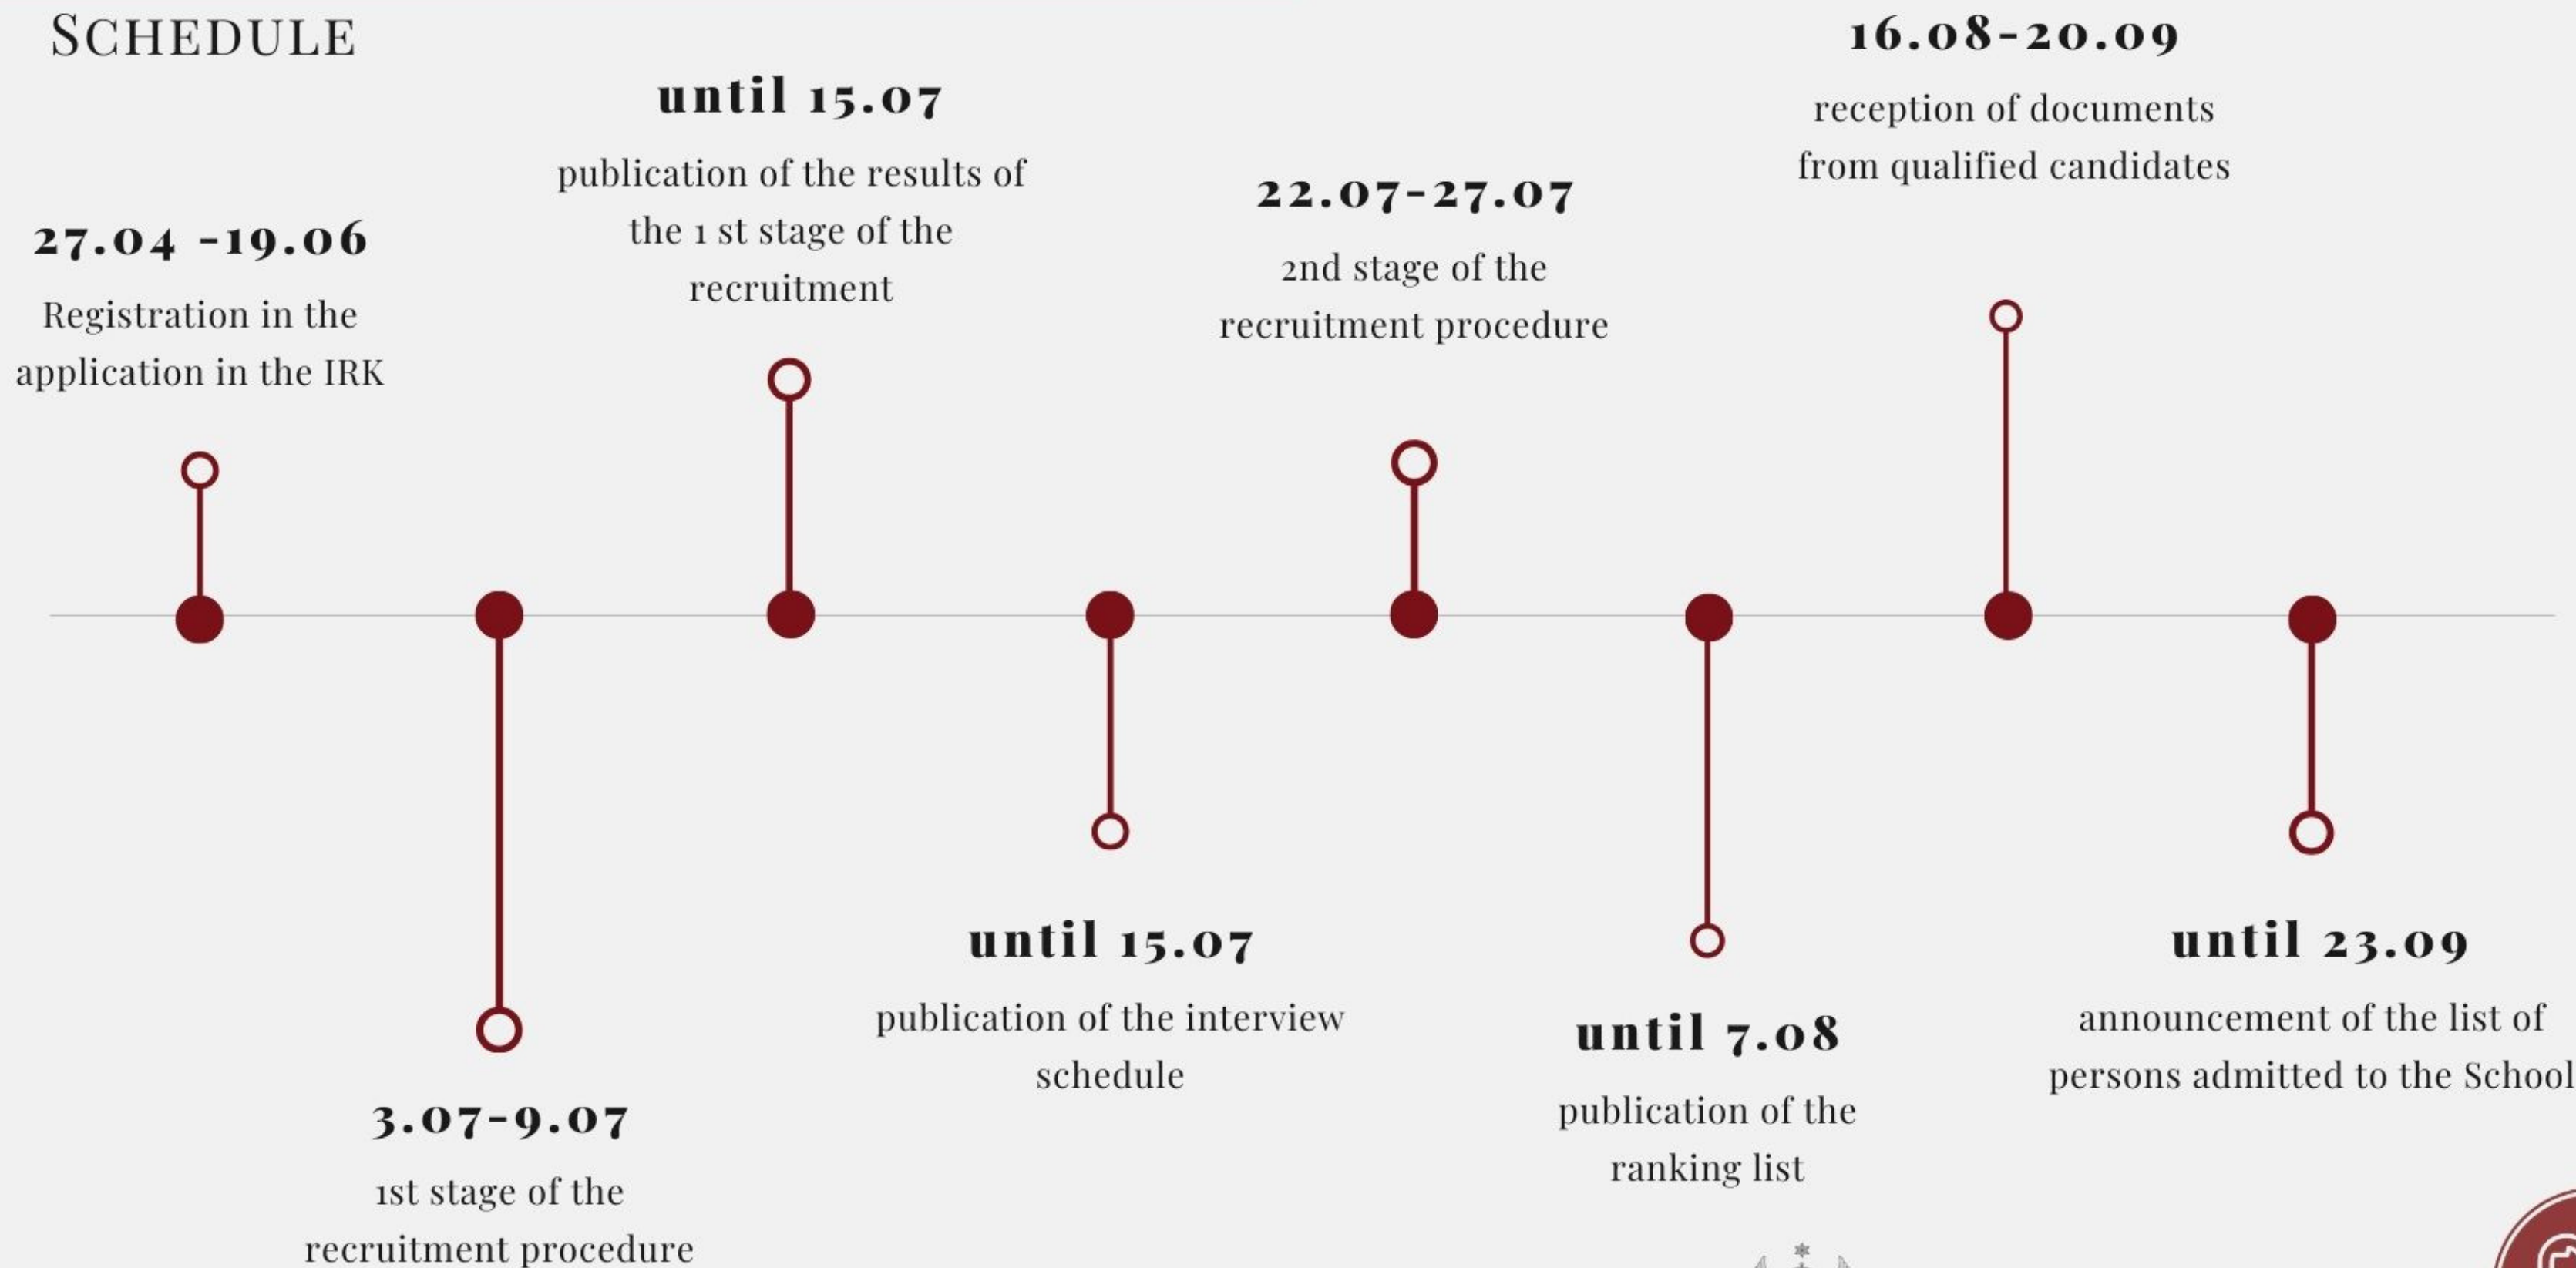 SCHEDULE
27.04 -19.06
Registration in the
application in the IRK
3.07-9.07
1st stage of the
recruitment procedure
until 15.07
publication of the results of
the 1 st stage of the
recruitment
until 15.07
publication of the interview
schedule
22.07-27.07
2nd stage of the
recruitment procedure
until 7.08
publication of the
ranking list
16.08-20.09
reception of documents
from qualified candidates
until 23.09
announcement of the list of
persons admitted to the School